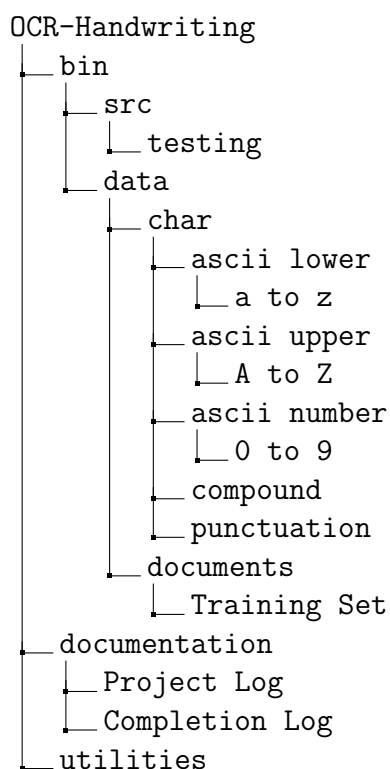 OCR-Handwriting
bin
src
testing
data
char
ascii lower
a to z
ascii upper
A to Z
ascii number
0 to 9
compound
punctuation
documents
Training Set
documentation
Project Log
Completion Log
utilities